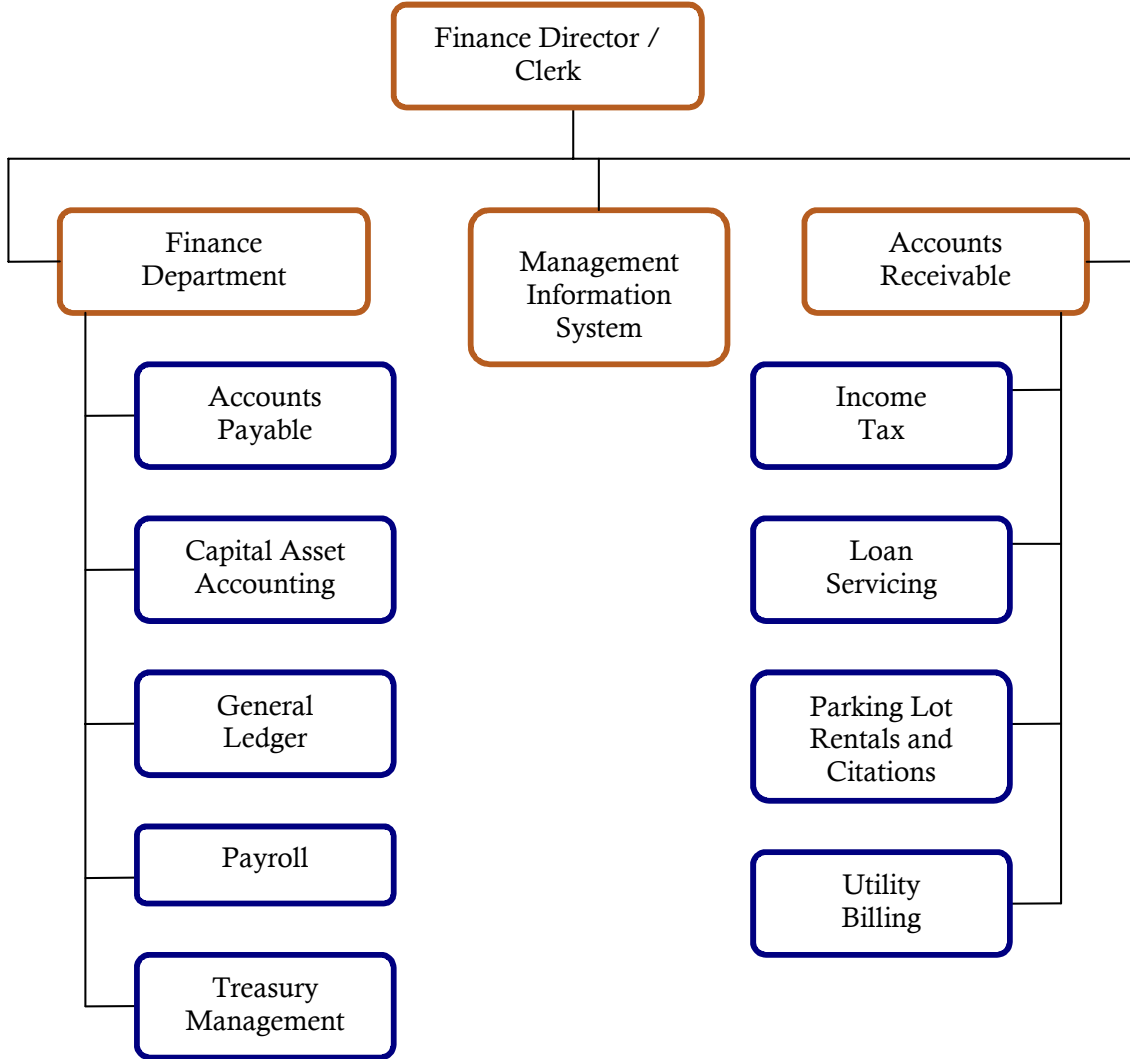 Finance Director /
Clerk
Finance
Department
Management
Information
System
Accounts
Receivable
Accounts
Payable
Capital Asset
Accounting
General
Ledger
Payroll
Treasury
Management
Income
Tax
Loan
Servicing
Parking Lot
Rentals and
Citations
Utility
Billing